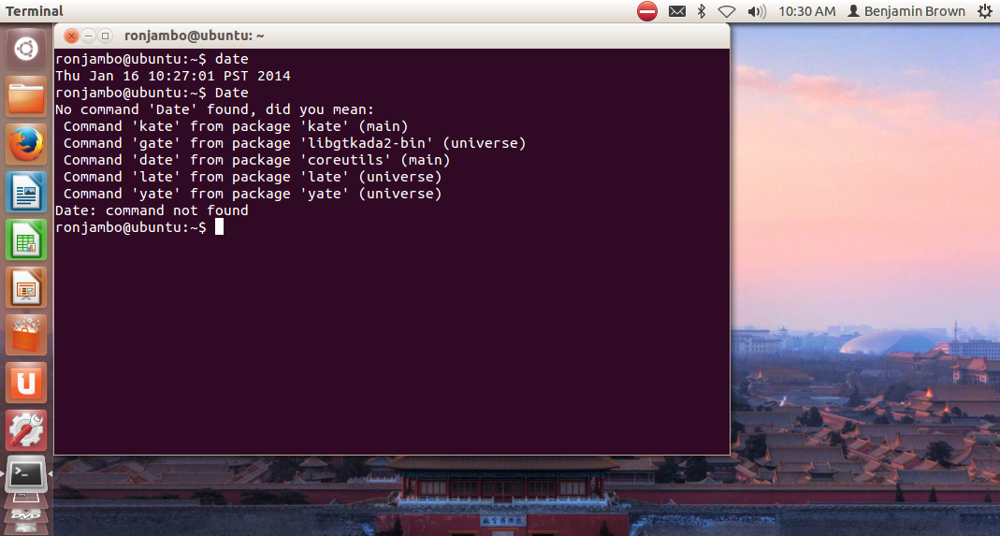 Terminal
10:30 AM
Benjamin Brown
ronjambo@ubuntu: ~
ronjambo@ubuntu:~$ date
Thu Jan 16 10:27:01 PST 2014
ronjambo@ubuntu:~$ Date
No command 'Date' found, did you mean:
Command 'kate' from package 'kate' (main)
Command 'gate' from package 'libgtkada2-bin' (universe)
Command 'date' from package 'coreutils' (main)
Command 'late' from package 'late' (universe)
Command 'yate' from package 'yate' (universe)
Date: command not found
ronjambo@ubuntu:~$
>_
DVD